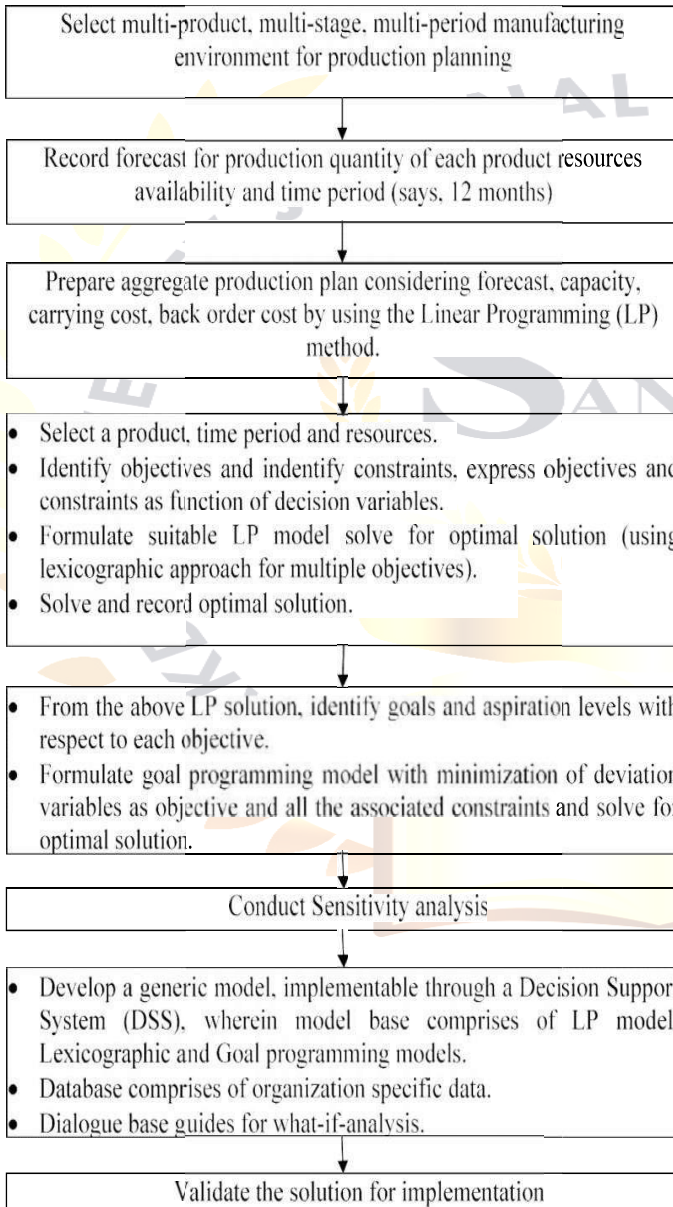 Select multi-product, multi-stage, multi-period manufacturing
environment for production planning
Record forecast for production quantity of each product resources
availability and time period (says, 12 months)
Prepare aggregate production plan considering forecast, capacity,
carrying cost, back order cost by using the Linear Programming (LP)
method.
• Select a product, time period and resources.
• Identify objectives and indentify constraints, express objectives and
constraints as function of decision variables.
• Formulate suitable LP model solve for optimal solution (using
lexicographic approach for multiple objectives).
• Solve and record optimal solution.
• From the above LP solution, identify goals and aspiration levels with
respect to each objective.
• Formulate goal programming model with minimization of deviation
variables as objective and all the associated constraints and solve for
optimal solution.
Conduct Sensitivity analysis
• Develop a generic model, implementable through a Decision Support
System (DSS), wherein model base comprises of LP model
Lexicographic and Goal programming models.
• Database comprises of organization specific data.
• Dialogue base guides for what-if-analysis.
Validate the solution for implementation